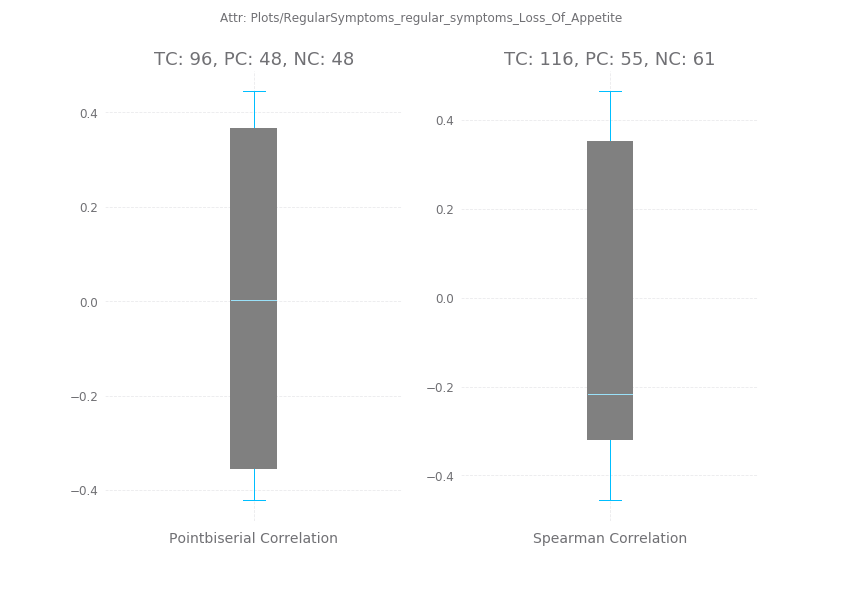 Attr: Plots/RegularSymptoms_regular_symptoms_Loss_Of_Appetite
TC: 96, PC: 48, NC: 48
0.4
0.2
0.0
−0.2
−0.4
Pointbiserial Correlation
TC: 116, PC: 55, NC: 61
0.4
0.2
0.0
−0.2
−0.4
Spearman Correlation